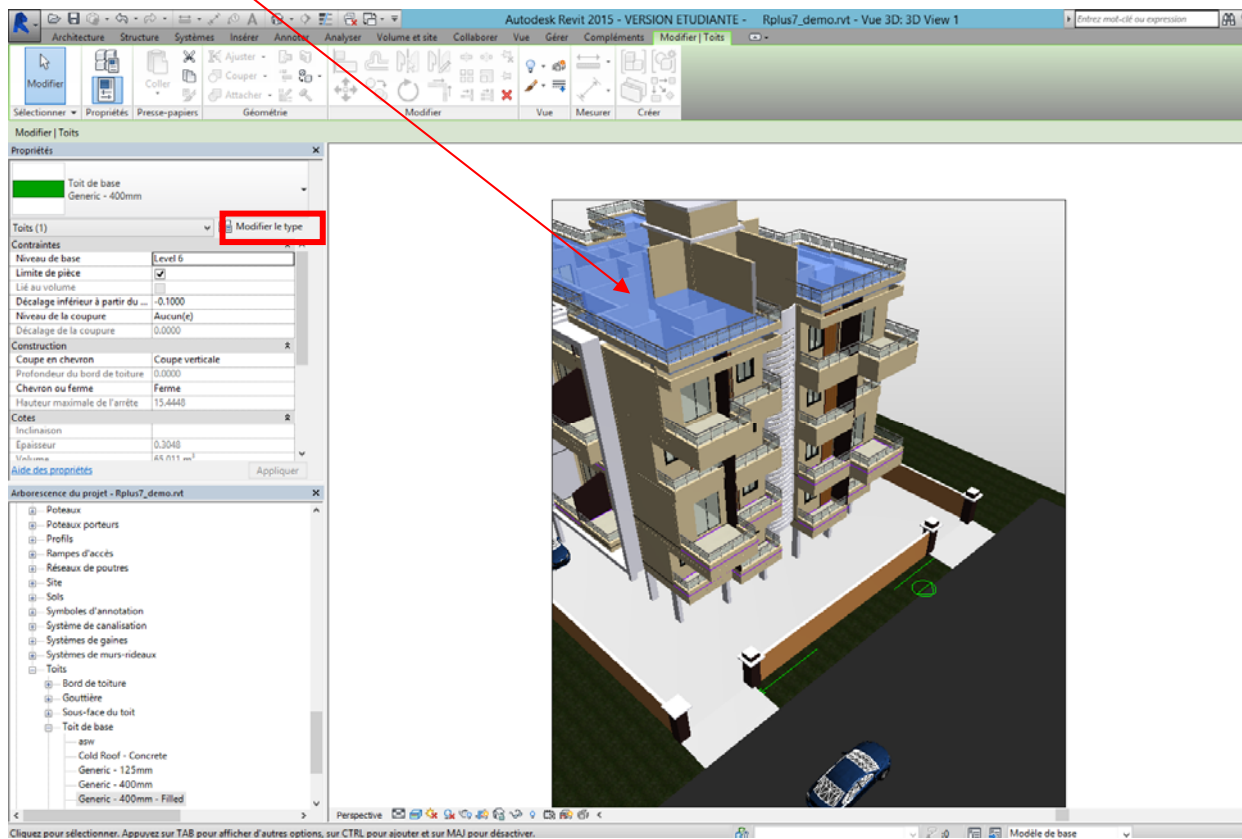 Autodesk Revit 2015 - VERSION ETUDIANTE - Rplus7_demo.rvt - Vue 3D: 3D View 1
Entrez mot-clé ou expression
Architecture Structure Systèmes Insérer Annoter Analyser Volume et site Collaborer Vue Gérer Compléments Modifier | Toits
Modifier
Coller
Ajuster
Couper
Attacher
Sélectionner Propriétés Presse-papiers Géométrie Modifier Vue Mesurer Créer
Modifier | Toits
Propriétés
Toit de base
Generic - 400mm
Toits (1)
Modifier le type
Contraintes
Niveau de base Level 6
Limite de pièce
Lié au volume
Décalage inférieur à partir du ... -0.1000
Niveau de la coupure Aucun(e)
Décalage de la coupure 0.0000
Construction
Coupe en chevron Coupe verticale
Profondeur du bord de toiture 0.0000
Chevron ou ferme Ferme
Hauteur maximale de l'arrête 15.4448
Cotes
Inclinaison
Epaisseur 0.3048
Volume 65.011 m³
Aide des propriétés
Appliquer
Arborescence du projet - Rplus7_demo.rvt
Poteaux
Poteaux porteurs
Profils
Rampes d'accès
Réseaux de poutres
Site
Sols
Symboles d'annotation
Système de canalisation
Systèmes de gaines
Systèmes de murs-rideaux
Toits
Bord de toiture
Gouttière
Sous-face du toit
Toit de base
asw
Cold Roof - Concrete
Generic - 125mm
Generic - 400mm
Generic - 400mm - Filled
Perspective
Cliquez pour sélectionner. Appuyez sur TAB pour afficher d'autres options, sur CTRL pour ajouter et sur MAJ pour désactiver.
:0
Modèle de base